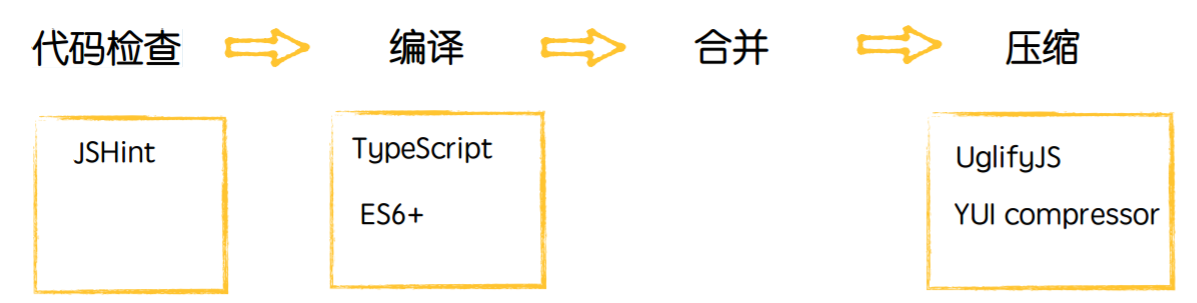 代码检查 编译 合并 压缩
JSHint
TypeScript
ES6+
UglifyJS
YUI compressor